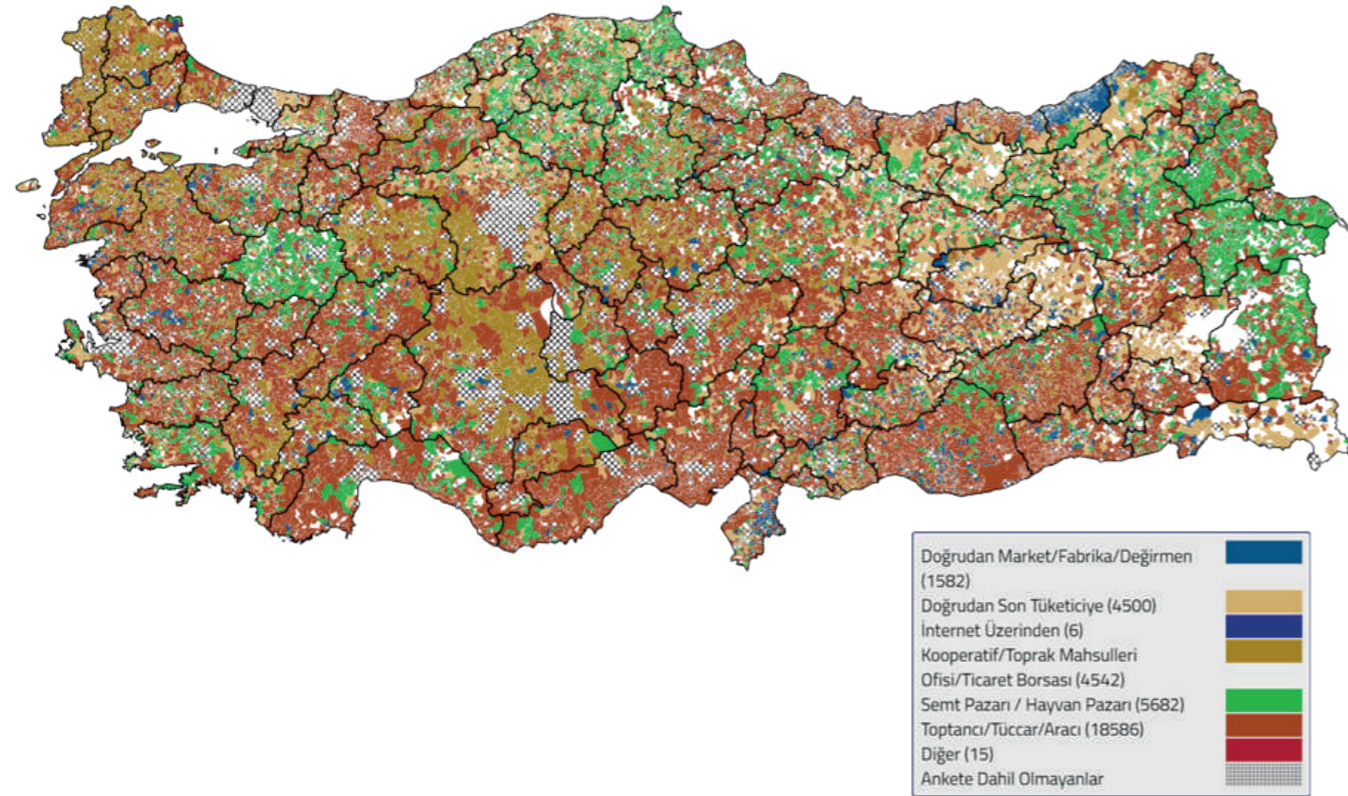 Doğrudan Market/Fabrika/Değirmen
(1582)
Doğrudan Son Tüketiciye (4500)
İnternet Üzerinden (6)
Kooperatif/Toprak Mahsulleri
Ofisi/Ticaret Borsası (4542)
Semt Pazarı / Hayvan Pazarı (5682)
Toptancı/Tüccar/Aracı (18586)
Diğer (15)
Ankete Dahil Olmayanlar